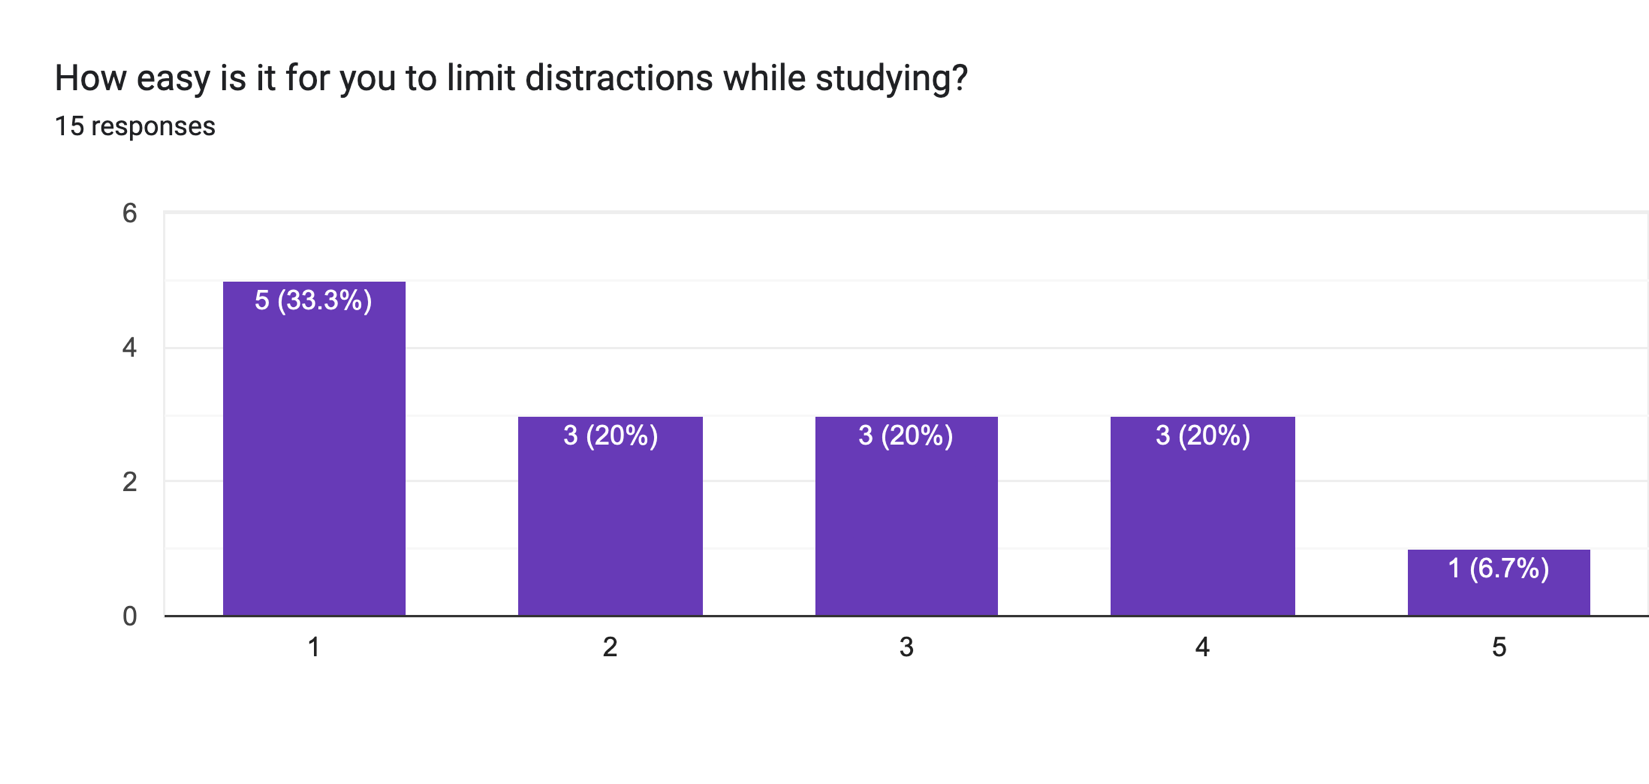 How easy is it for you to limit distractions while studying?
15 responses
6
5 (33.3%)
4
3 (20%) 3 (20%) 3 (20%)
2
1 (6.7%)
0
1 2 3 4 5